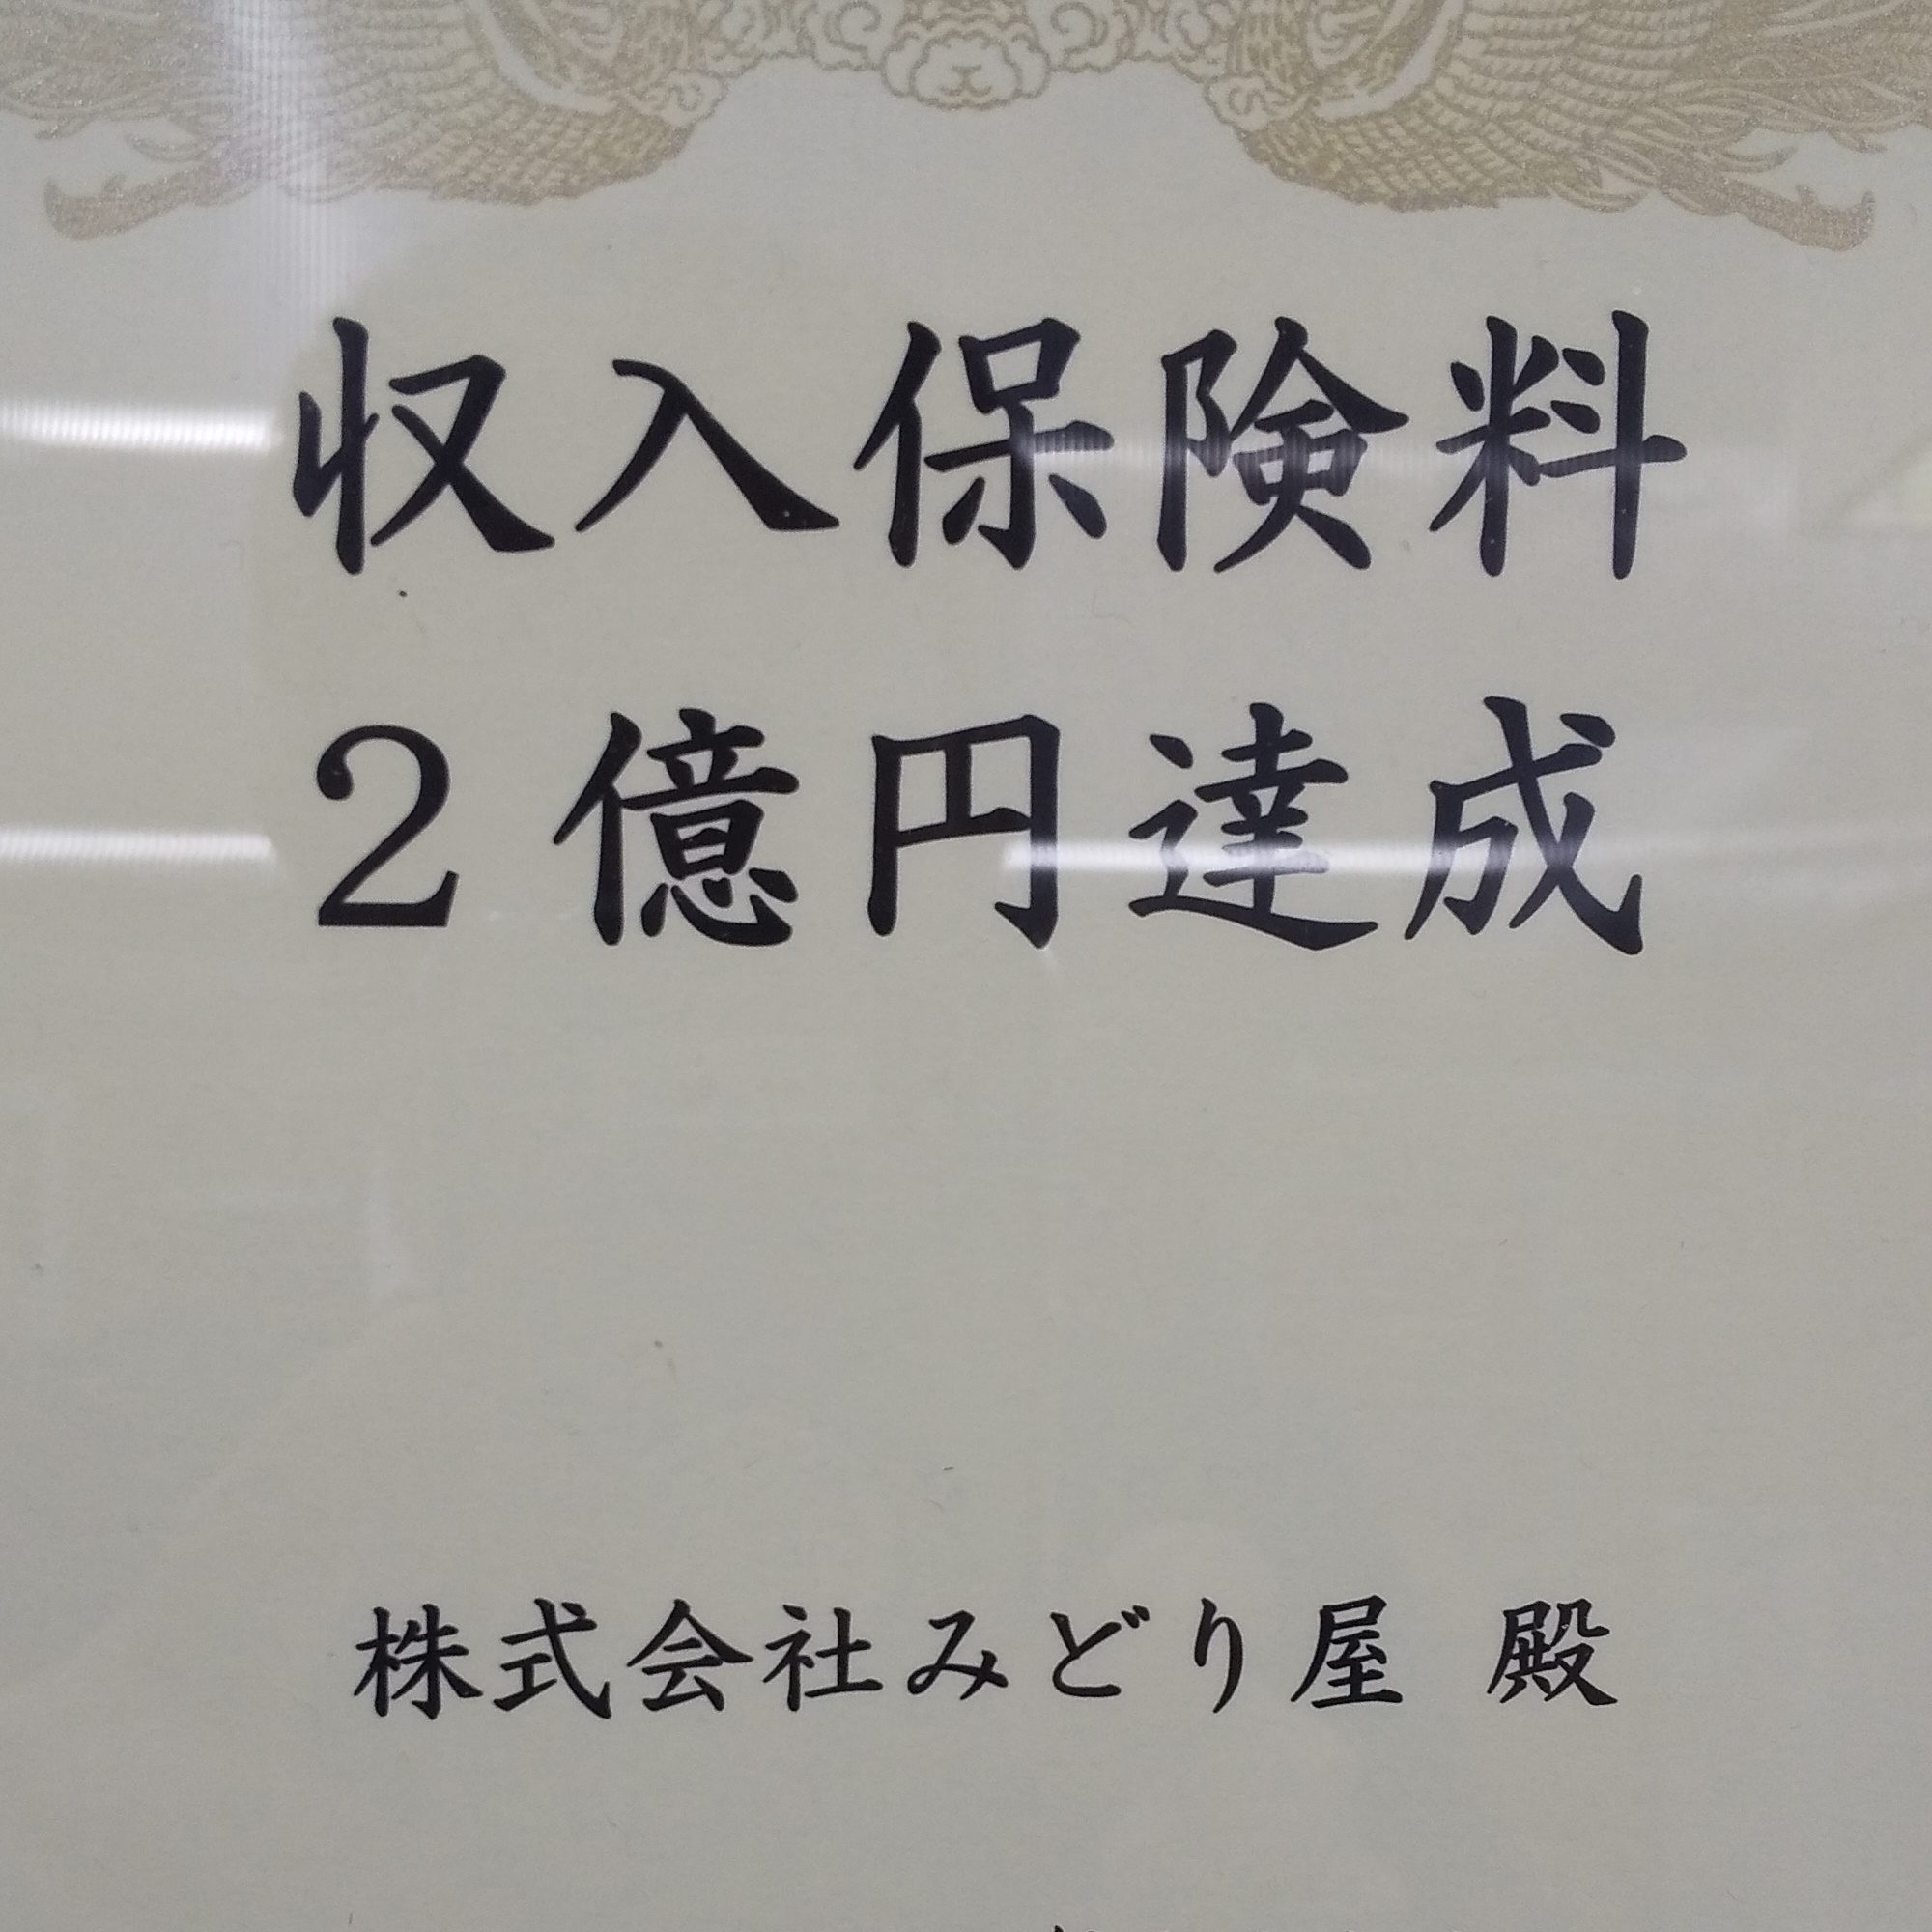 収入保険料
２億円達成
株式会社みどり屋 殿